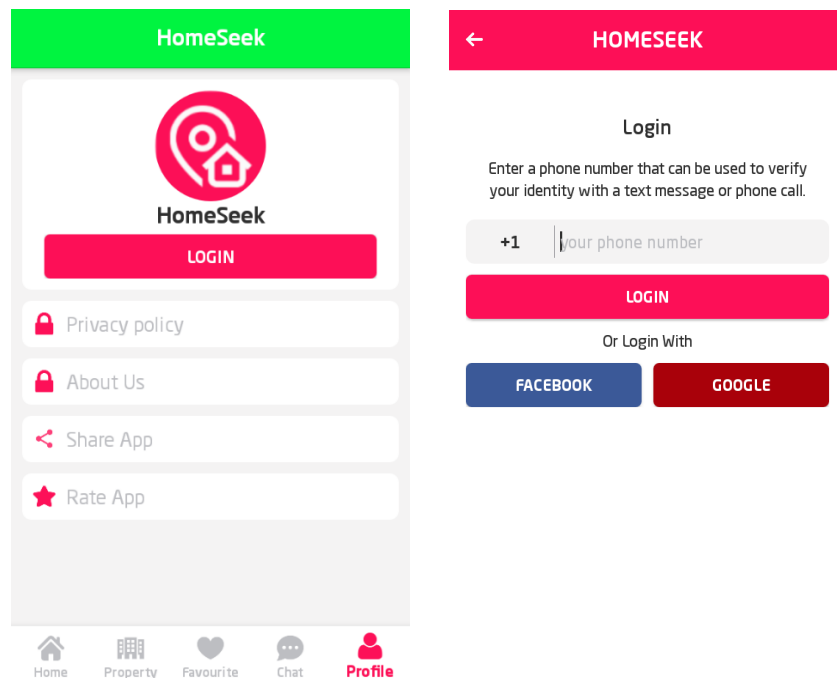 HomeSeek
HomeSeek
LOGIN
Privacy policy
About Us
Share App
Rate App
Home
Property
Favourite
Chat
Profile
HOMESEEK
Login
Enter a phone number that can be used to verify
your identity with a text message or phone call.
+1 your phone number
LOGIN
Or Login With
FACEBOOK
GOOGLE